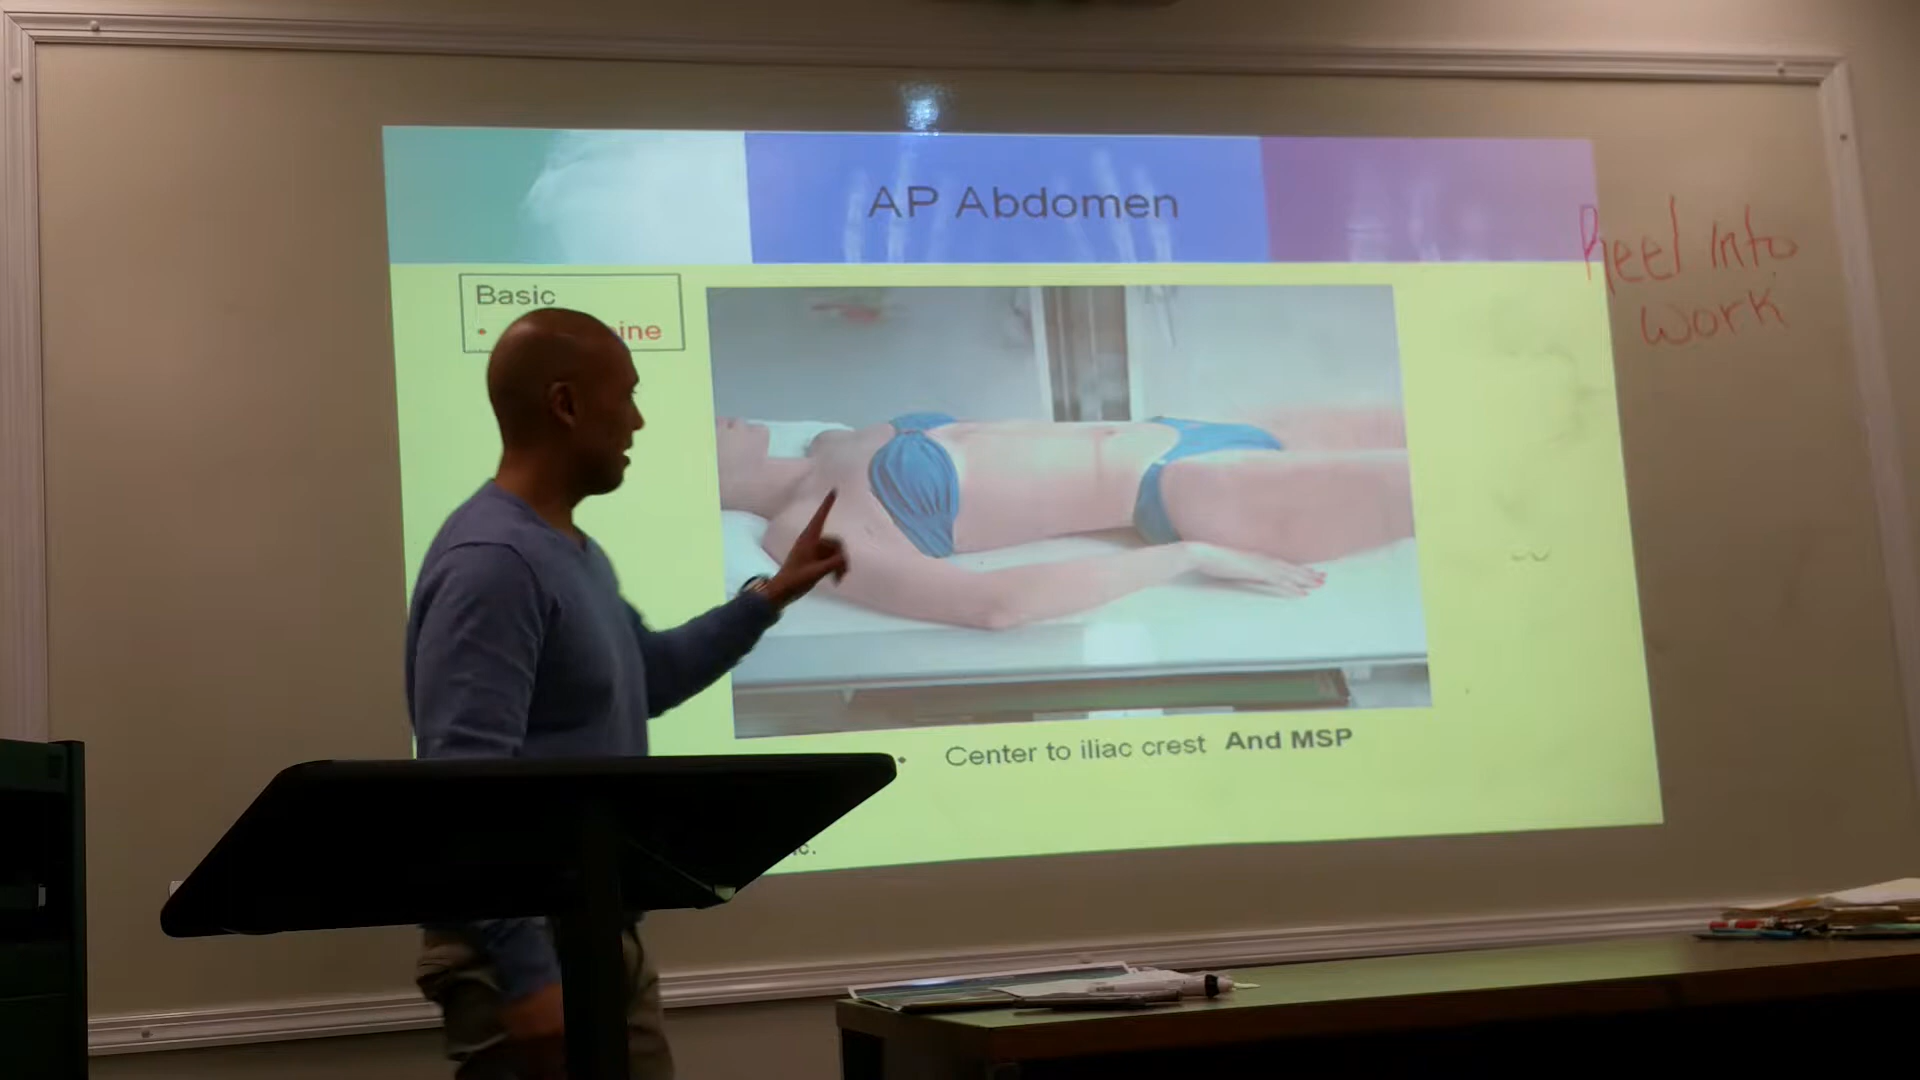 AP Abdomen
Basic
Reel into
work
• Center to iliac crest And MSP